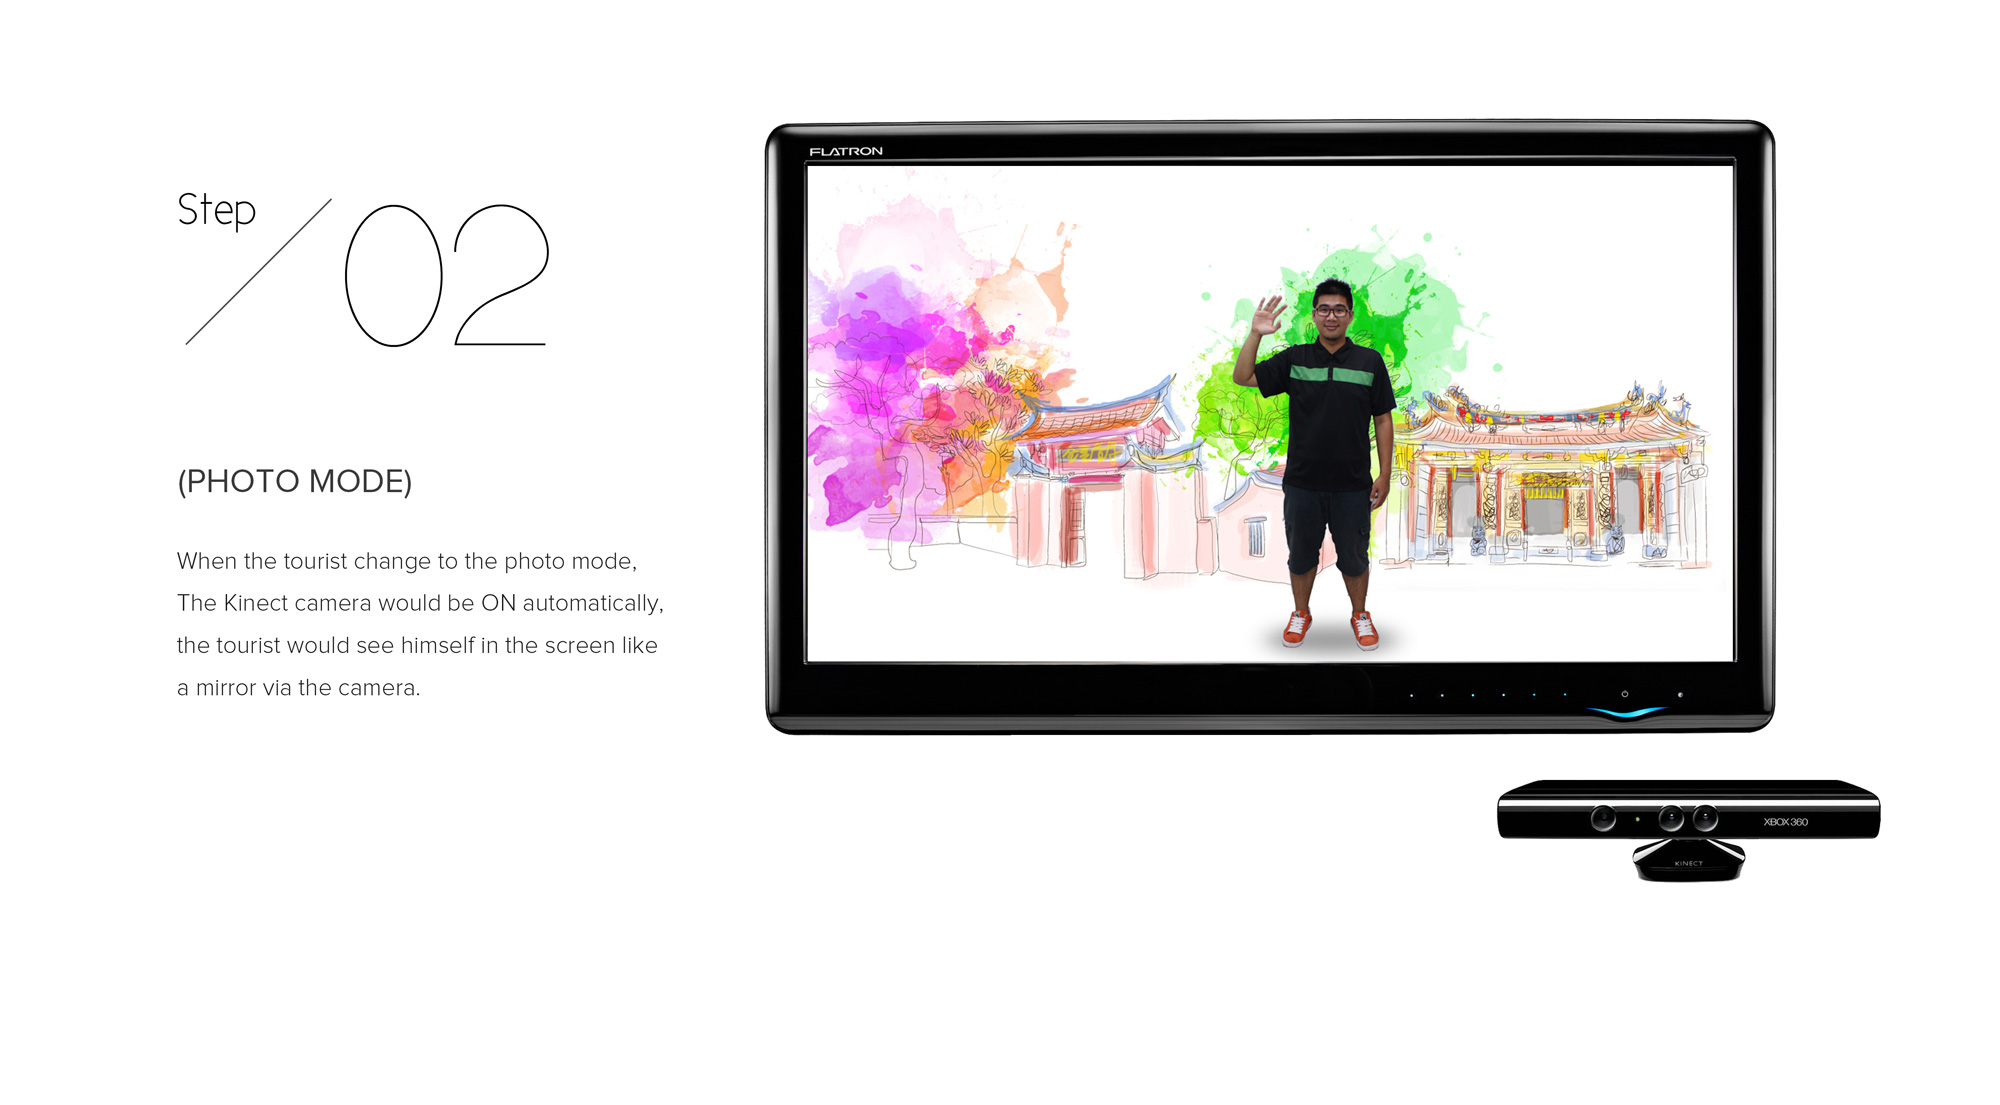 Step
02
(PHOTO MODE)
When the tourist change to the photo mode,
The Kinect camera would be ON automatically,
the tourist would see himself in the screen like
a mirror via the camera.
FLATRON
XBOX 360
KINECT